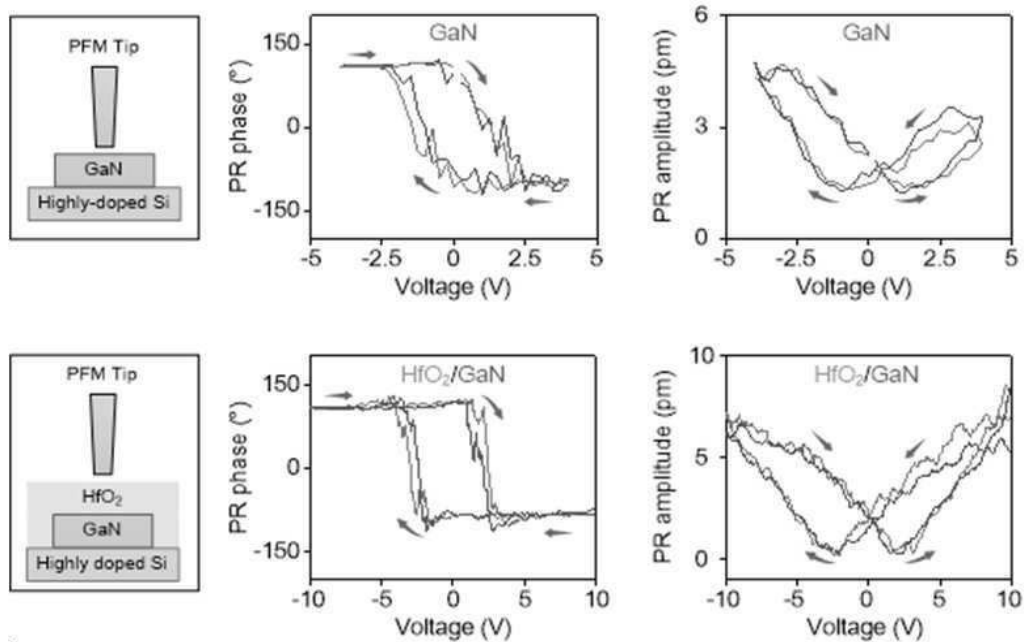 PFM Tip
GaN
Highly-doped Si
GaN
PR phase (°)
150
0
-150
-5 -2.5 0 2.5 5
Voltage (V)
GaN
PR amplitude (pm)
6
3
0
-5 -2.5 0 2.5 5
Voltage (V)
PFM Tip
HfO₂
GaN
Highly doped Si
HfO₂/GaN
PR phase (°)
150
0
-150
-10 -5 0 5 10
Voltage (V)
HfO₂/GaN
PR amplitude (pm)
10
5
0
-10 -5 0 5 10
Voltage (V)